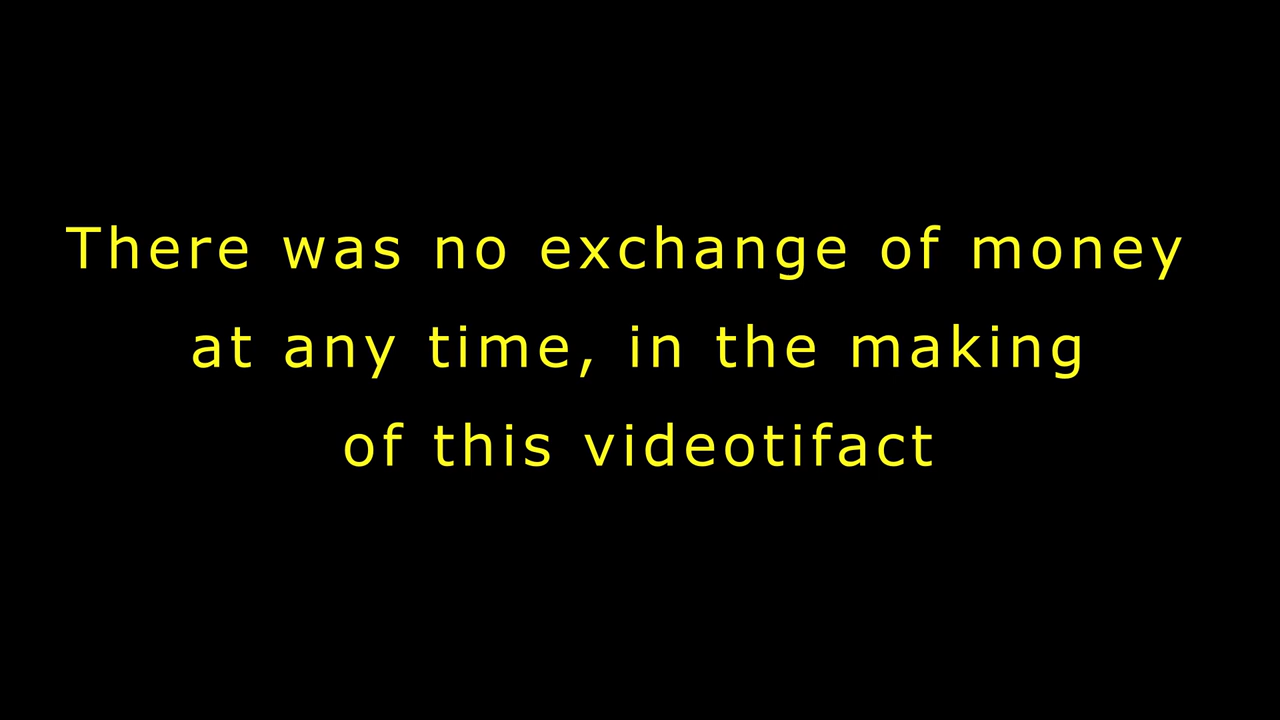 There was no exchange of money
at any time, in the making
of this videotifact